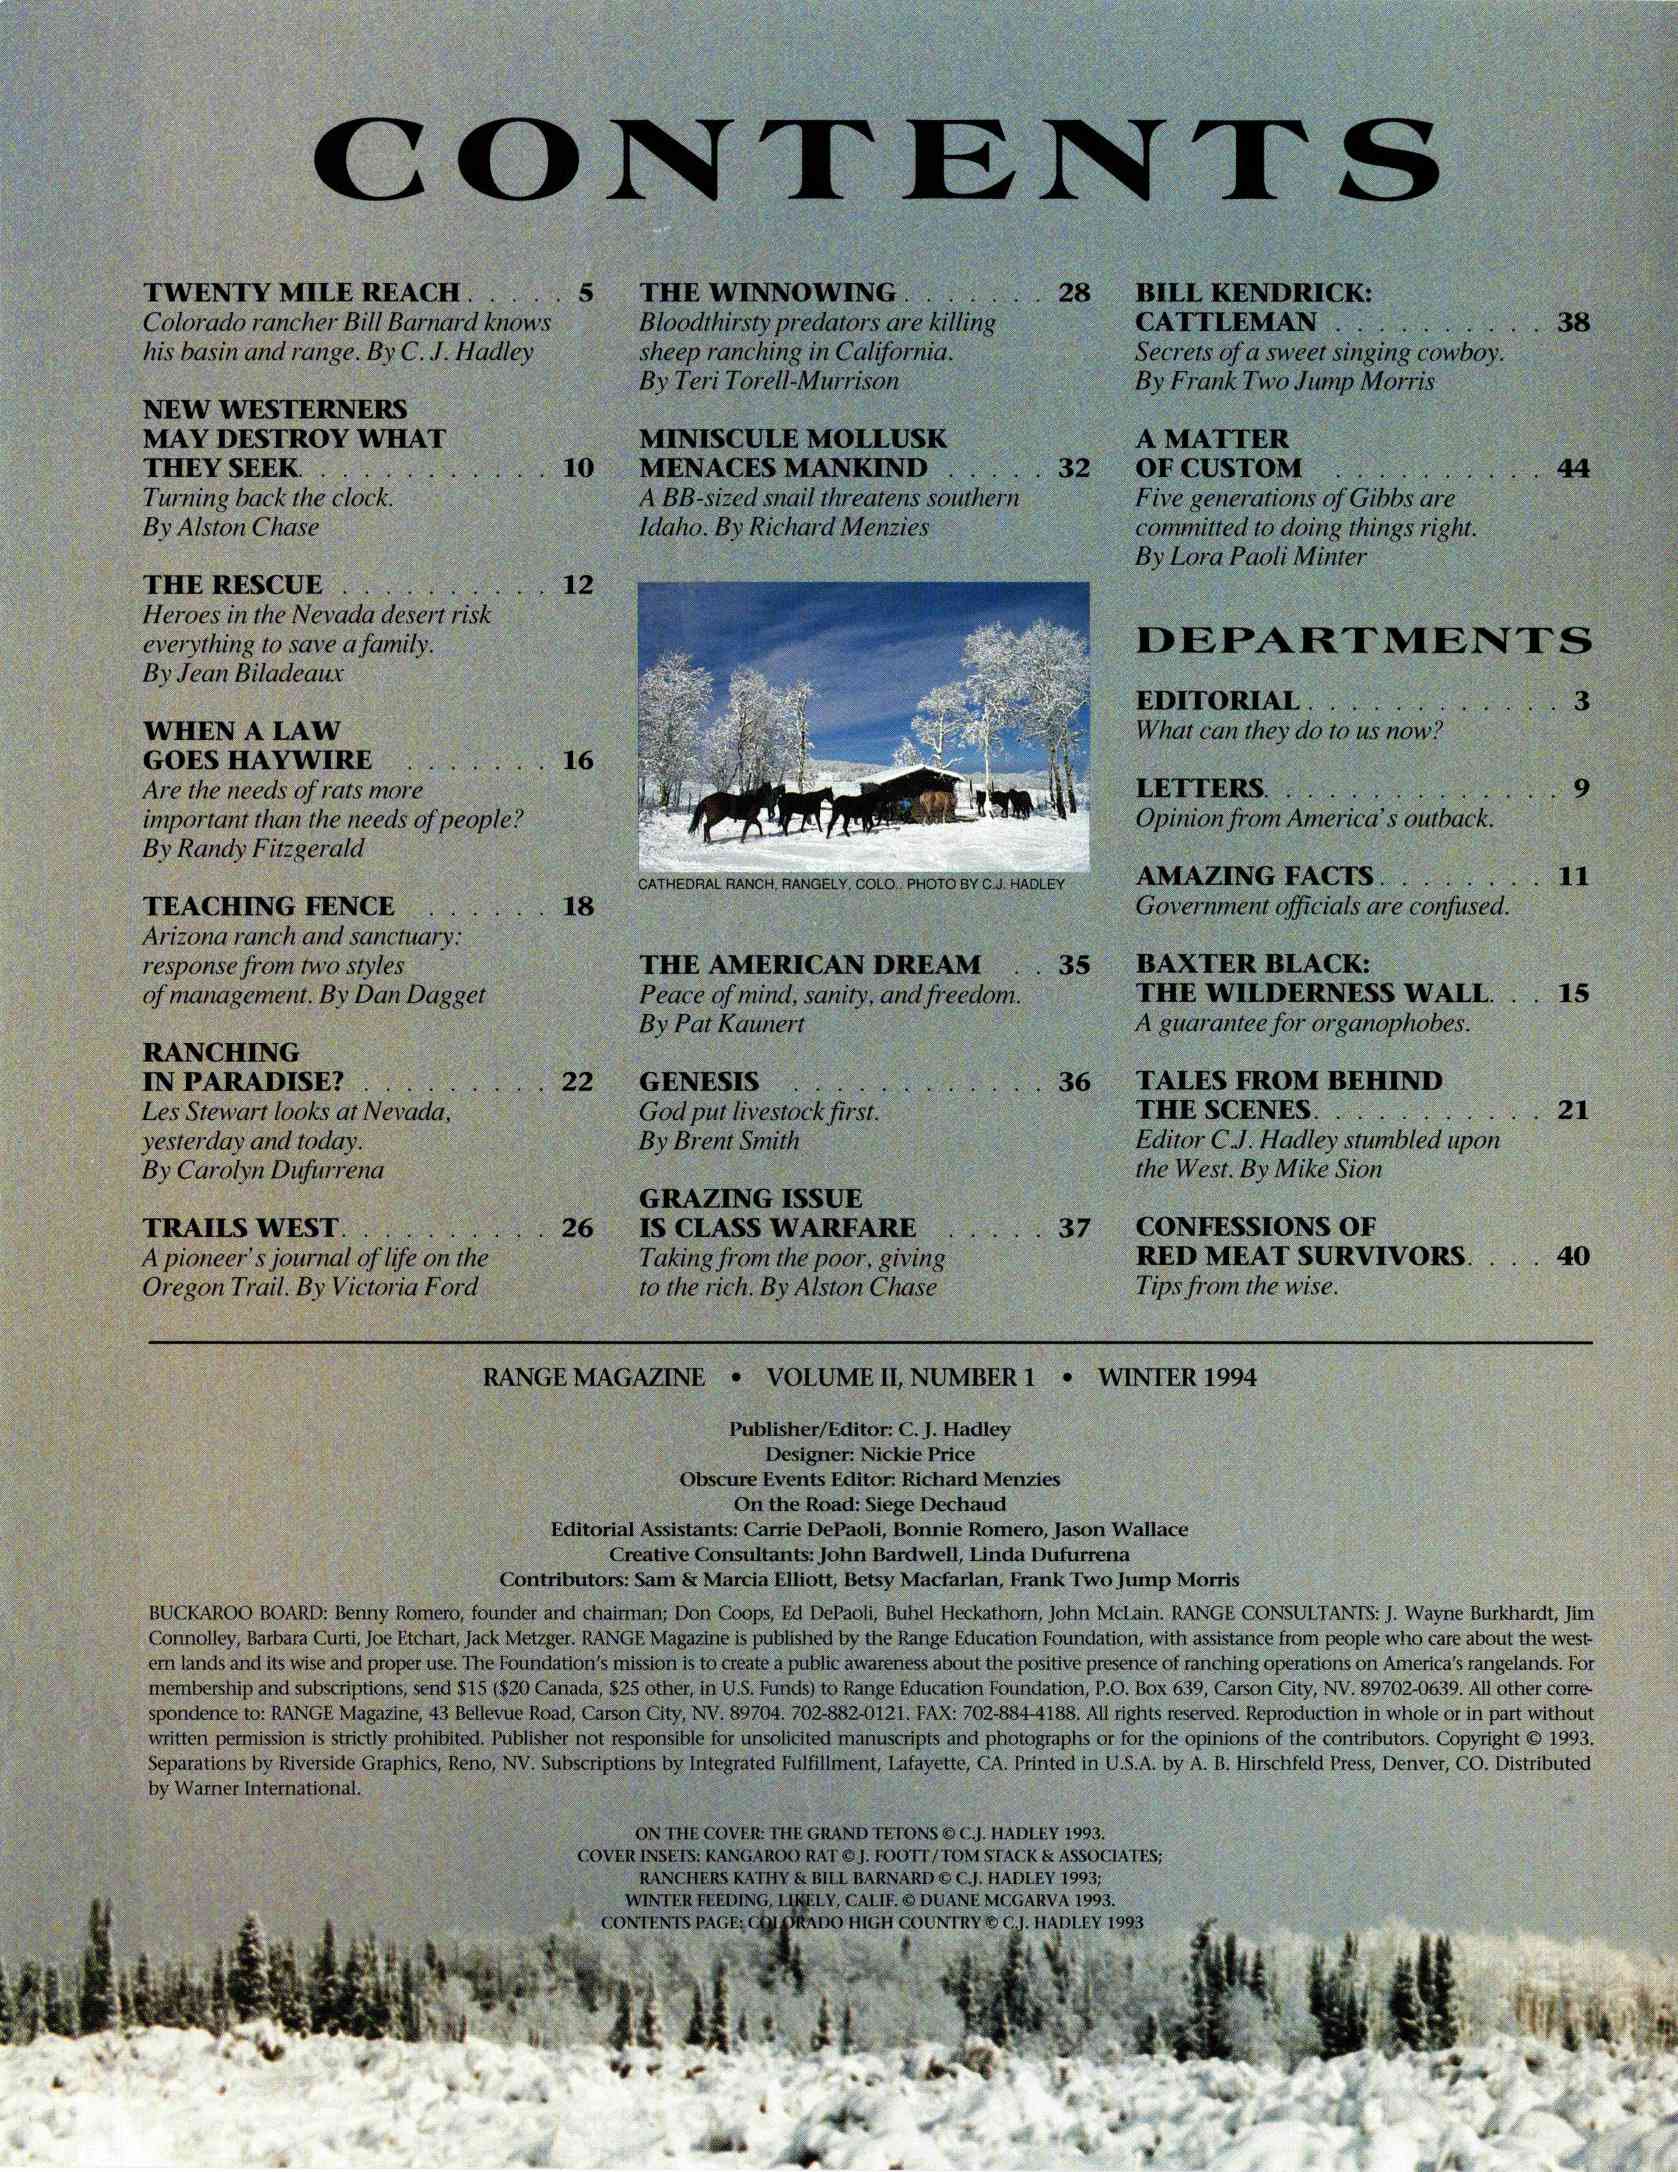 CONTENTS
TWENTY MILE REACH. . . . . . 5
Colorado rancher Bill Barnard knows
his basin and range. By C. J. Hadley
NEW WESTERNERS
MAY DESTROY WHAT
THEY SEEK. . . . . . . . . . . . . 10
Turning back the clock.
By Alston Chase
THE RESCUE . . . . . . . . . . . 12
Heroes in the Nevada desert risk
everything to save a family.
By Jean Biladeaux
WHEN A LAW
GOES HAYWIRE . . . . . . . . 16
Are the needs of rats more
important than the needs of people?
By Randy Fitzgerald
TEACHING FENCE . . . . . . 18
Arizona ranch and sanctuary:
response from two styles
of management. By Dan Dagget
RANCHING
IN PARADISE? . . . . . . . . . . 22
Les Stewart looks at Nevada,
yesterday and today.
By Carolyn Dufurrena
TRAILS WEST. . . . . . . . . . . 26
A pioneer's journal of life on the
Oregon Trail. By Victoria Ford
THE WINNOWING. . . . . . . . 28
Bloodthirsty predators are killing
sheep ranching in California.
By Teri Torell-Murrison
MINISCULE MOLLUSK
MENACES MANKIND . . . . . 32
A BB-sized snail threatens southern
Idaho. By Richard Menzies
CATHEDRAL RANCH, RANGELY, COLO.. PHOTO BY C.J. HADLEY
THE AMERICAN DREAM . . 35
Peace of mind, sanity, and freedom.
By Pat Kaunert
GENESIS . . . . . . . . . . . . . 36
God put livestock first.
By Brent Smith
GRAZING ISSUE
IS CLASS WARFARE . . . . . 37
Taking from the poor, giving
to the rich. By Alston Chase
BILL KENDRICK:
CATTLEMAN . . . . . . . . . . . 38
Secrets of a sweet singing cowboy.
By Frank Two Jump Morris
A MATTER
OF CUSTOM . . . . . . . . . . . 44
Five generations of Gibbs are
committed to doing things right.
By Lora Paoli Minter
DEPARTMENTS
EDITORIAL. . . . . . . . . . . . . 3
What can they do to us now?
LETTERS. . . . . . . . . . . . . . . 9
Opinion from America's outback.
AMAZING FACTS. . . . . . . . . 11
Government officials are confused.
BAXTER BLACK:
THE WILDERNESS WALL. . . 15
A guarantee for organophobes.
TALES FROM BEHIND
THE SCENES. . . . . . . . . . . . 21
Editor C.J. Hadley stumbled upon
the West. By Mike Sion
CONFESSIONS OF
RED MEAT SURVIVORS. . . . 40
Tips from the wise.
RANGE MAGAZINE • VOLUME II, NUMBER 1 • WINTER 1994
Publisher/Editor: C. J. Hadley
Designer: Nickie Price
Obscure Events Editor: Richard Menzies
On the Road: Siege Dechaud
Editorial Assistants: Carrie DePaoli, Bonnie Romero, Jason Wallace
Creative Consultants: John Bardwell, Linda Dufurrena
Contributors: Sam & Marcia Elliott, Betsy Macfarlan, Frank Two Jump Morris
BUCKAROO BOARD: Benny Romero, founder and chairman; Don Coops, Ed DePaoli, Buhel Heckathorn, John McLain. RANGE CONSULTANTS: J. Wayne Burkhardt, Jim
Connolley, Barbara Curti, Joe Etchart, Jack Metzger. RANGE Magazine is published by the Range Education Foundation, with assistance from people who care about the west-
ern lands and its wise and proper use. The Foundation's mission is to create a public awareness about the positive presence of ranching operations on America's rangelands. For
membership and subscriptions, send $15 ($20 Canada, $25 other, in U.S. Funds) to Range Education Foundation, P.O. Box 639, Carson City, NV. 89702-0639. All other corre-
spondence to: RANGE Magazine, 43 Bellevue Road, Carson City, NV. 89704. 702-882-0121. FAX: 702-884-4188. All rights reserved. Reproduction in whole or in part without
written permission is strictly prohibited. Publisher not responsible for unsolicited manuscripts and photographs or for the opinions of the contributors. Copyright © 1993.
Separations by Riverside Graphics, Reno, NV. Subscriptions by Integrated Fulfillment, Lafayette, CA. Printed in U.S.A. by A. B. Hirschfeld Press, Denver, CO. Distributed
by Warner International.
ON THE COVER: THE GRAND TETONS © C.J. HADLEY 1993.
COVER INSETS: KANGAROO RAT © J. FOOTT/TOM STACK & ASSOCIATES;
RANCHERS KATHY & BILL BARNARD © C.J. HADLEY 1993;
WINTER FEEDING, LIKELY, CALIF. © DUANE MCGARVA 1993.
CONTENTS PAGE: COLORADO HIGH COUNTRY © C.J. HADLEY 1993